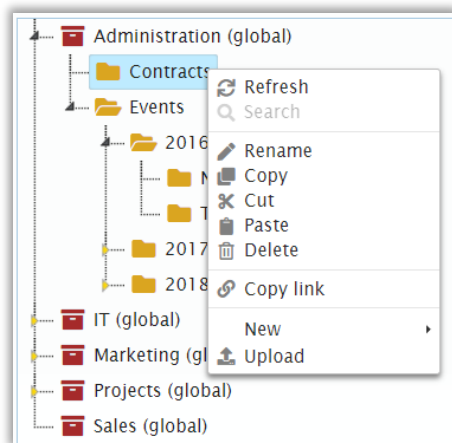 Administration (global)
Contracts
Events
2016
2017
2018
IT (global)
Marketing (gl
Projects (global)
Sales (global)
Refresh
Search
Rename
Copy
Cut
Paste
Delete
Copy link
New
Upload